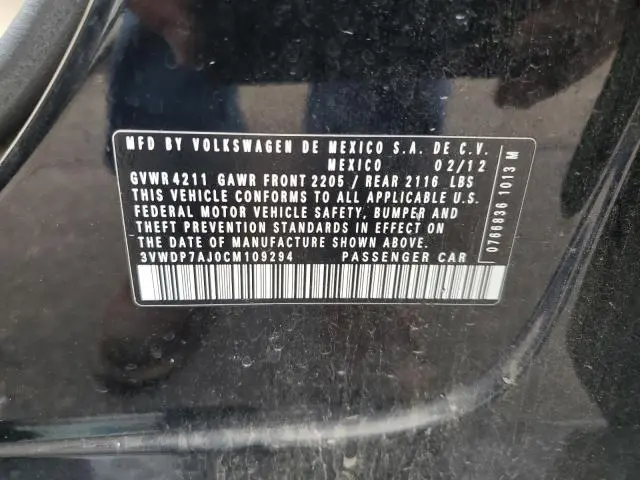 MFD BY VOLKSWAGEN DE MEXICO S.A. DE C.V.
MEXICO 02/12
GVWR 4211 GAWR FRONT 2205 / REAR 2116 LBS
THIS VEHICLE CONFORMS TO ALL APPLICABLE U.S.
FEDERAL MOTOR VEHICLE SAFETY, BUMPER AND
THEFT PREVENTION STANDARDS IN EFFECT ON
THE DATE OF MANUFACTURE SHOWN ABOVE.
3VWDP7AJ0CM109294 PASSENGER CAR
0766836 1013 M